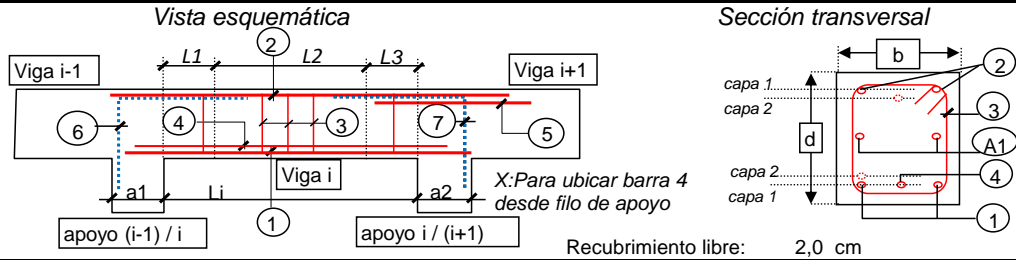 Vista esquemática
Sección transversal
2
L1
L2
L3
b
Viga i-1
Viga i+1
2
capa 1
capa 2
3
6
4
3
7
5
d
A1
Viga i
capa 2
4
a1
Li
a2
X:Para ubicar barra 4
desde filo de apoyo
capa 1
1
1
apoyo (i-1) / i
apoyo i / (i+1)
Recubrimiento libre: 2,0 cm